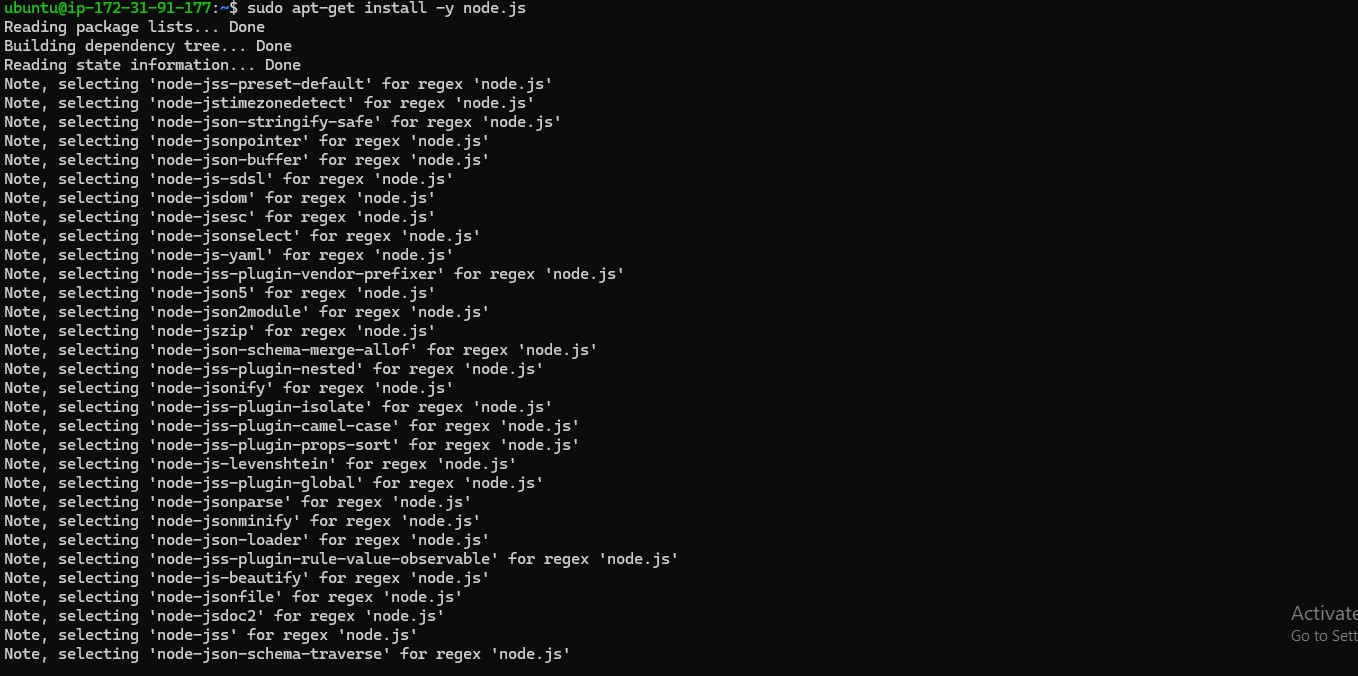 ubuntu@ip-172-31-91-177:~$ sudo apt-get install -y node.js
Reading package lists... Done
Building dependency tree... Done
Reading state information... Done
Note, selecting 'node-jss-preset-default' for regex 'node.js'
Note, selecting 'node-jstimezonedetect' for regex 'node.js'
Note, selecting 'node-json-stringify-safe' for regex 'node.js'
Note, selecting 'node-jsonpointer' for regex 'node.js'
Note, selecting 'node-json-buffer' for regex 'node.js'
Note, selecting 'node-js-sdsl' for regex 'node.js'
Note, selecting 'node-jsdom' for regex 'node.js'
Note, selecting 'node-jsesc' for regex 'node.js'
Note, selecting 'node-jsonselect' for regex 'node.js'
Note, selecting 'node-js-yaml' for regex 'node.js'
Note, selecting 'node-jss-plugin-vendor-prefixer' for regex 'node.js'
Note, selecting 'node-json5' for regex 'node.js'
Note, selecting 'node-json2module' for regex 'node.js'
Note, selecting 'node-jszip' for regex 'node.js'
Note, selecting 'node-json-schema-merge-allof' for regex 'node.js'
Note, selecting 'node-jss-plugin-nested' for regex 'node.js'
Note, selecting 'node-jsonify' for regex 'node.js'
Note, selecting 'node-jss-plugin-isolate' for regex 'node.js'
Note, selecting 'node-jss-plugin-camel-case' for regex 'node.js'
Note, selecting 'node-jss-plugin-props-sort' for regex 'node.js'
Note, selecting 'node-js-levenshtein' for regex 'node.js'
Note, selecting 'node-jss-plugin-global' for regex 'node.js'
Note, selecting 'node-jsonparse' for regex 'node.js'
Note, selecting 'node-jsonminify' for regex 'node.js'
Note, selecting 'node-json-loader' for regex 'node.js'
Note, selecting 'node-jss-plugin-rule-value-observable' for regex 'node.js'
Note, selecting 'node-js-beautify' for regex 'node.js'
Note, selecting 'node-jsonfile' for regex 'node.js'
Note, selecting 'node-jsdoc2' for regex 'node.js'
Note, selecting 'node-jss' for regex 'node.js'
Note, selecting 'node-json-schema-traverse' for regex 'node.js'
Activate
Go to Sett